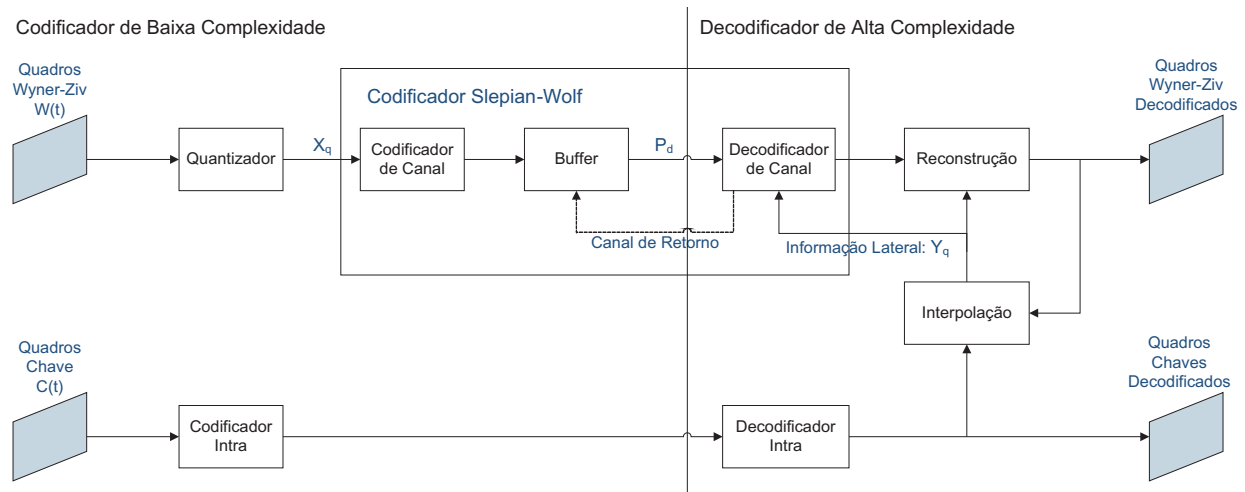 Codificador de Baixa Complexidade
Decodificador de Alta Complexidade
Quadros
Wyner-Ziv
W(t)
Codificador Slepian-Wolf
Quadros
Wyner-Ziv
Decodificados
Quantizador
Xq
Codificador
de Canal
Buffer
Pd
Decodificador
de Canal
Reconstrução
Canal de Retorno
Informação Lateral: Yq
Interpolação
Quadros
Chave
C(t)
Quadros
Chaves
Decodificados
Codificador
Intra
Decodificador
Intra